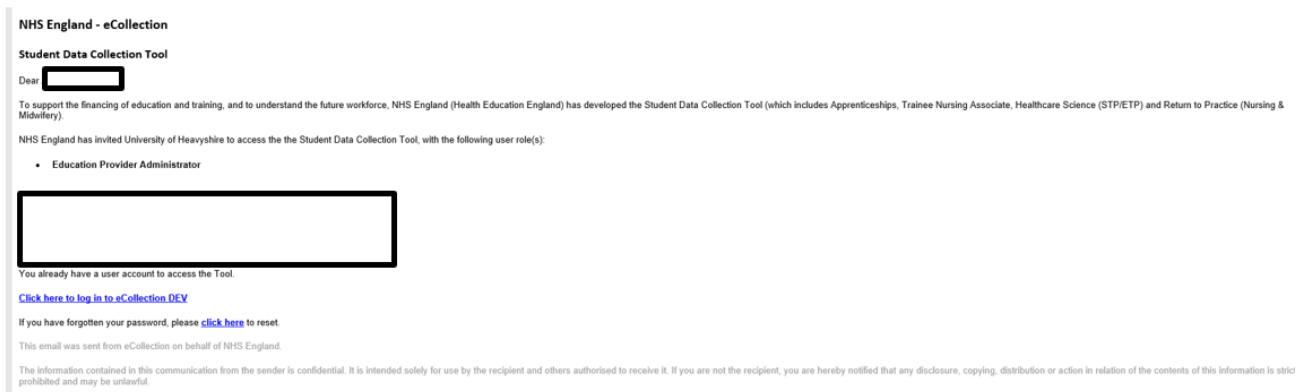 NHS England - eCollection
Student Data Collection Tool
Dear
To support the financing of education and training, and to understand the future workforce, NHS England (Health Education England) has developed the Student Data Collection Tool (which includes Apprenticeships, Trainee Nursing Associate, Healthcare Science (STP/ETP) and Return to Practice (Nursing &
Midwifery).
NHS England has invited University of Heavyshire to access the the Student Data Collection Tool, with the following user role(s):
• Education Provider Administrator
You already have a user account to access the Tool.
Click here to log in to eCollection DEV
If you have forgotten your password, please click here to reset.
This email was sent from eCollection on behalf of NHS England.
The information contained in this communication from the sender is confidential. It is intended solely for use by the recipient and others authorised to receive it. If you are not the recipient, you are hereby notified that any disclosure, copying, distribution or action in relation of the contents of this information is strict
prohibited and may be unlawful.